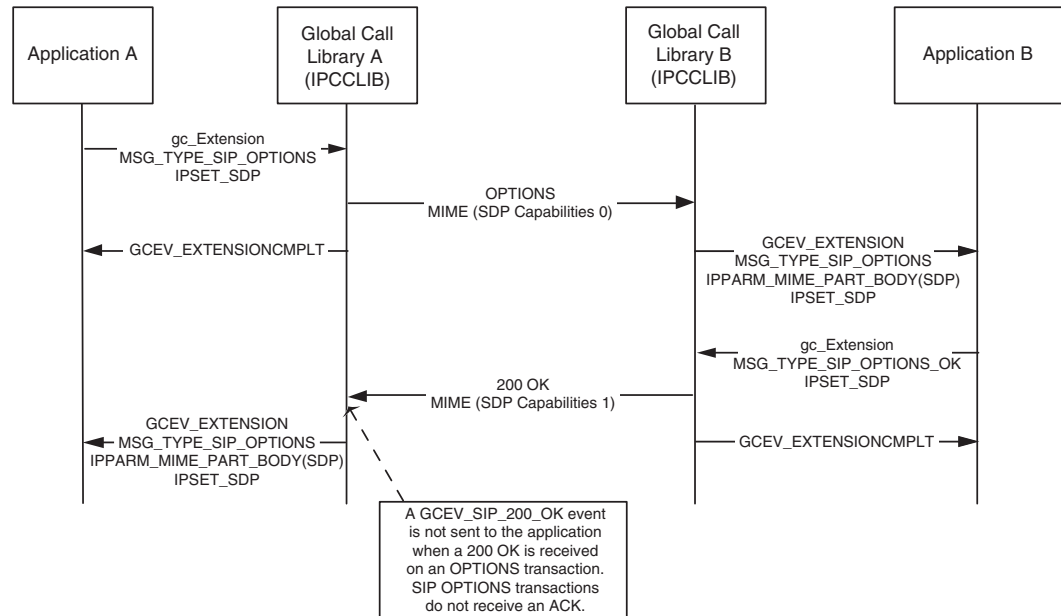 Application A
Global Call
Library A
(IPCCLIB)
Global Call
Library B
(IPCCLIB)
Application B
gc_Extension
MSG_TYPE_SIP_OPTIONS
IPSET_SDP
OPTIONS
MIME (SDP Capabilities 0)
GCEV_EXTENSIONCMPLT
GCEV_EXTENSION
MSG_TYPE_SIP_OPTIONS
IPPARM_MIME_PART_BODY(SDP)
IPSET_SDP
gc_Extension
MSG_TYPE_SIP_OPTIONS_OK
IPSET_SDP
200 OK
MIME (SDP Capabilities 1)
GCEV_EXTENSION
MSG_TYPE_SIP_OPTIONS
IPPARM_MIME_PART_BODY(SDP)
IPSET_SDP
GCEV_EXTENSIONCMPLT
A GCEV_SIP_200_OK event
is not sent to the application
when a 200 OK is received
on an OPTIONS transaction.
SIP OPTIONS transactions
do not receive an ACK.